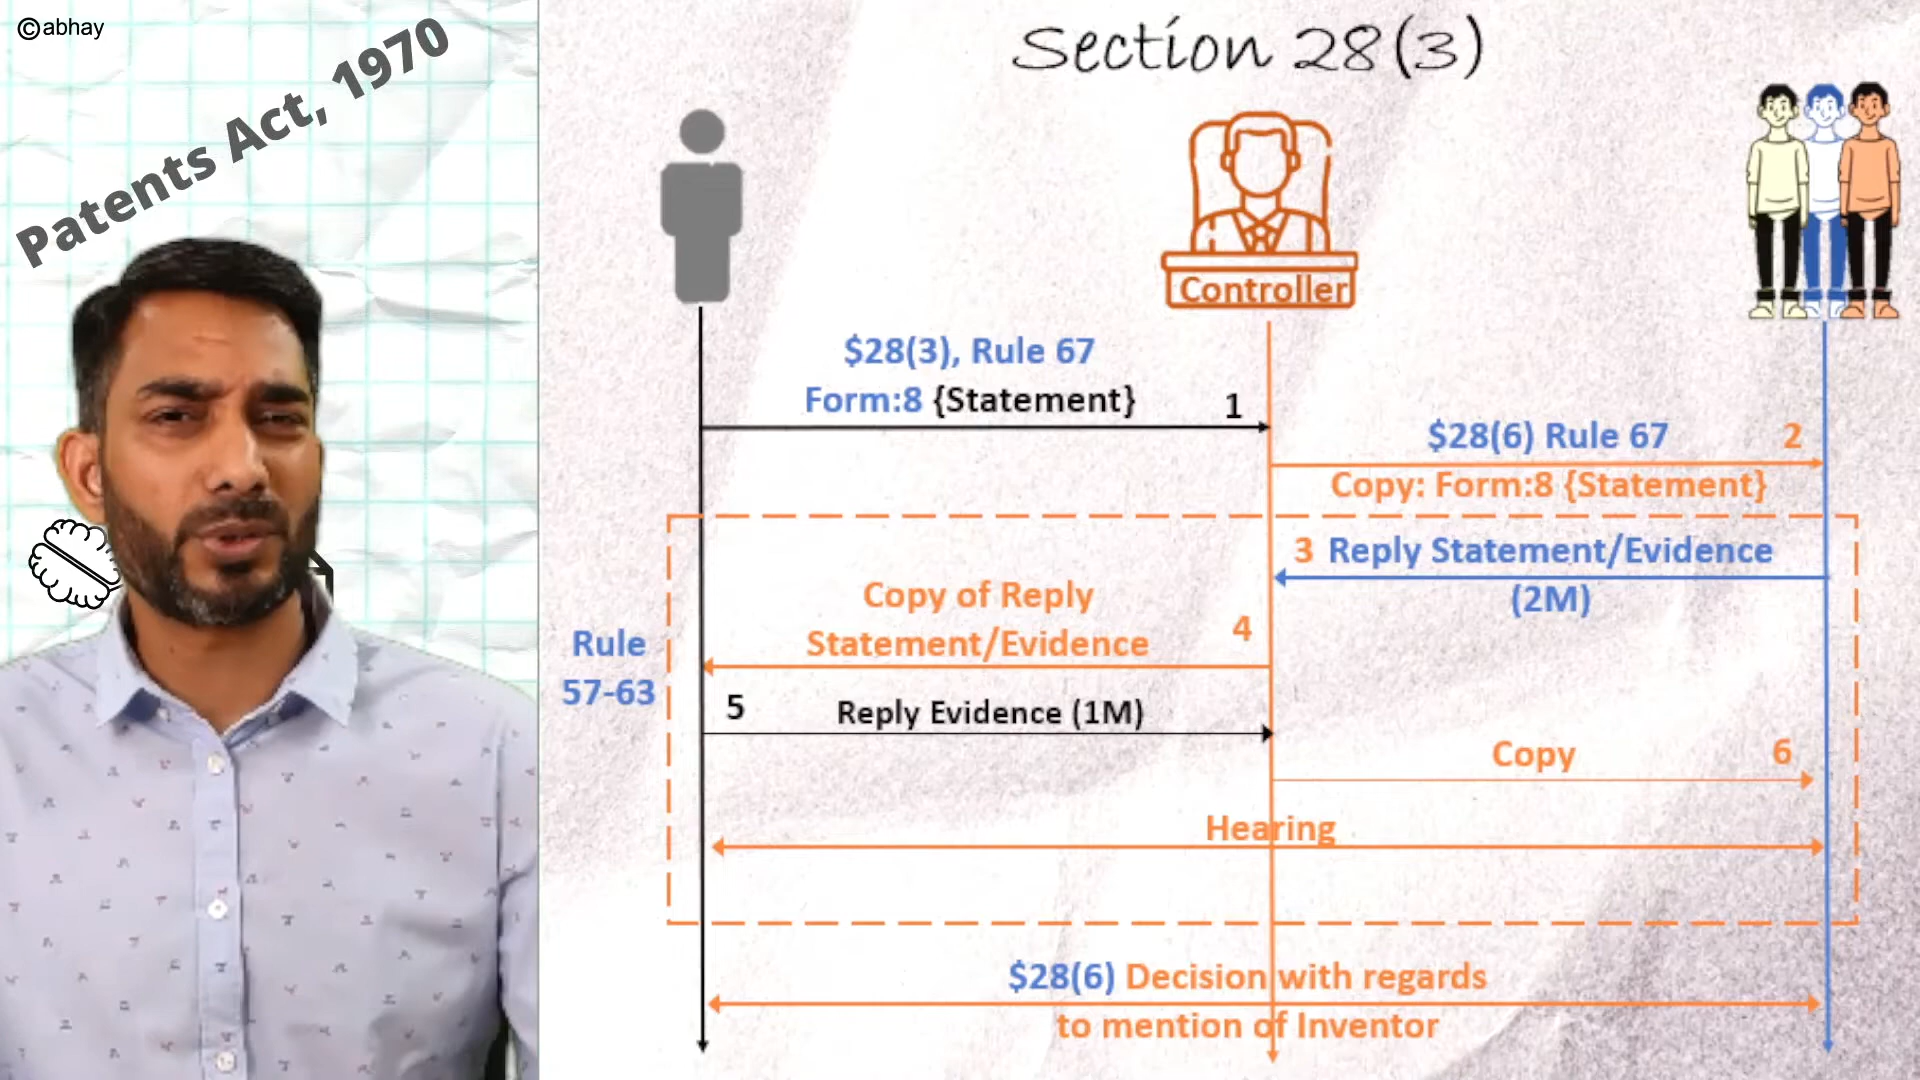 ©abhay
Patents Act, 1970
Section 28(3)
Controller
$28(3), Rule 67
Form:8 {Statement}
1
$28(6) Rule 67
2
Copy: Form:8 {Statement}
3 Reply Statement/Evidence
(2M)
Copy of Reply
Statement/Evidence
4
Rule
57-63
5
Reply Evidence (1M)
Copy
6
Hearing
$28(6) Decision with regards
to mention of Inventor